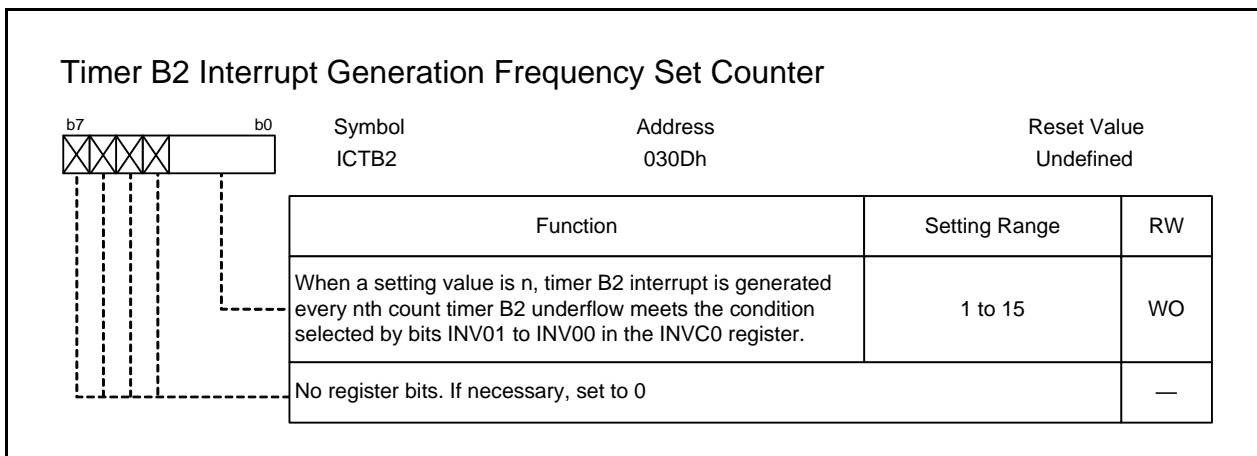 Timer B2 Interrupt Generation Frequency Set Counter
b7 b0 Symbol Address Reset Value
ICTB2 030Dh Undefined
Function Setting Range RW
When a setting value is n, timer B2 interrupt is generated
every nth count timer B2 underflow meets the condition
selected by bits INV01 to INV00 in the INVC0 register.
1 to 15 WO
No register bits. If necessary, set to 0 —